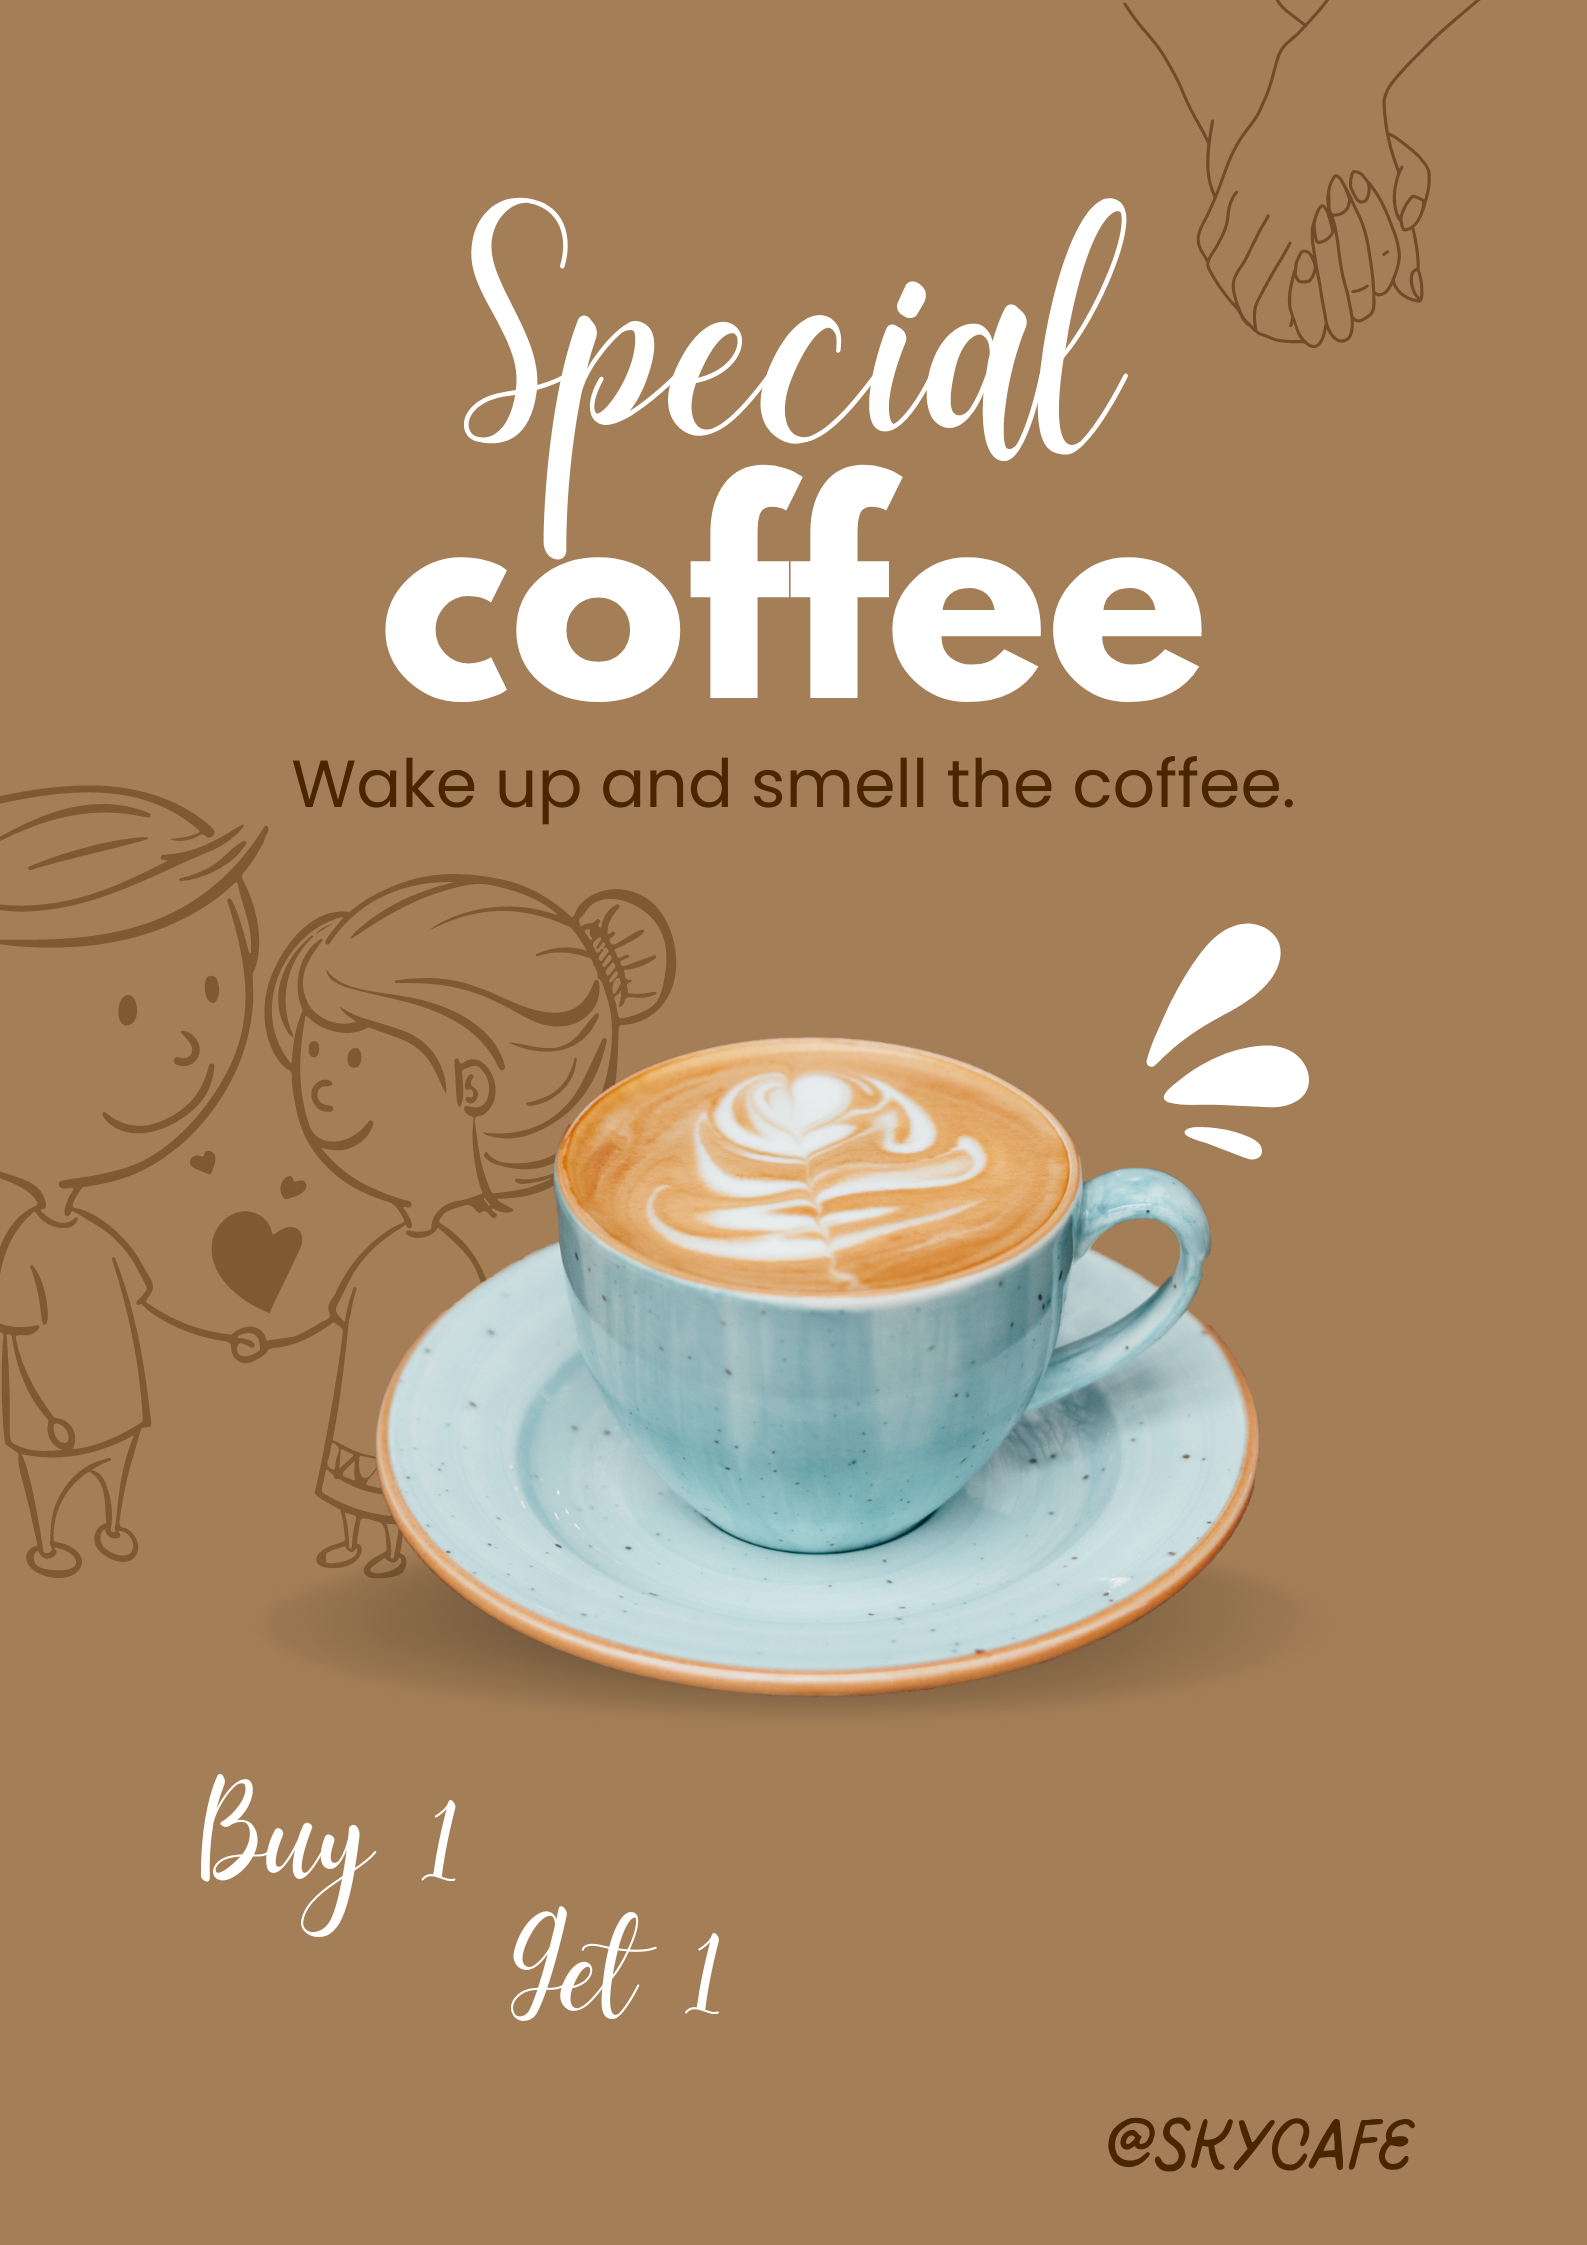 Special
coffee
Wake up and smell the coffee.
Buy 1
get 1
@SKYCAFE